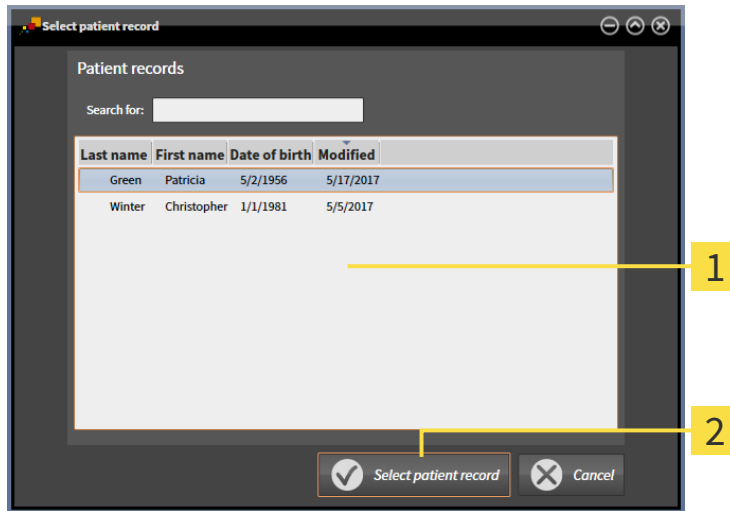 Select patient record
Patient records
Search for:
Last name First name Date of birth Modified
Green Patricia 5/2/1956 5/17/2017
Winter Christopher 1/1/1981 5/5/2017
1
2
Select patient record Cancel